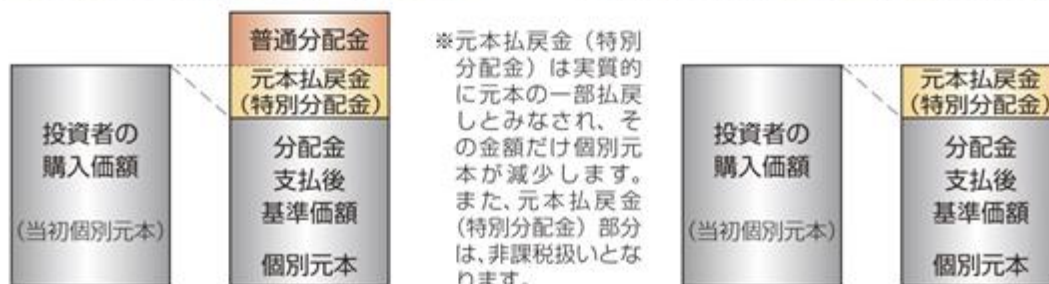 投資者の
購入価額
(当初個別元本)
普通分配金
元本払戻金
(特別分配金)
分配金
支払後
基準価額
個別元本
※元本払戻金(特別
分配金)は実質的
に元本の一部払戻
しとみなされ、そ
の金額だけ個別元
本が減少します。
また、元本払戻金
(特別分配金)部分
は、非課税扱いとな
ります。
投資者の
購入価額
(当初個別元本)
元本払戻金
(特別分配金)
分配金
支払後
基準価額
個別元本